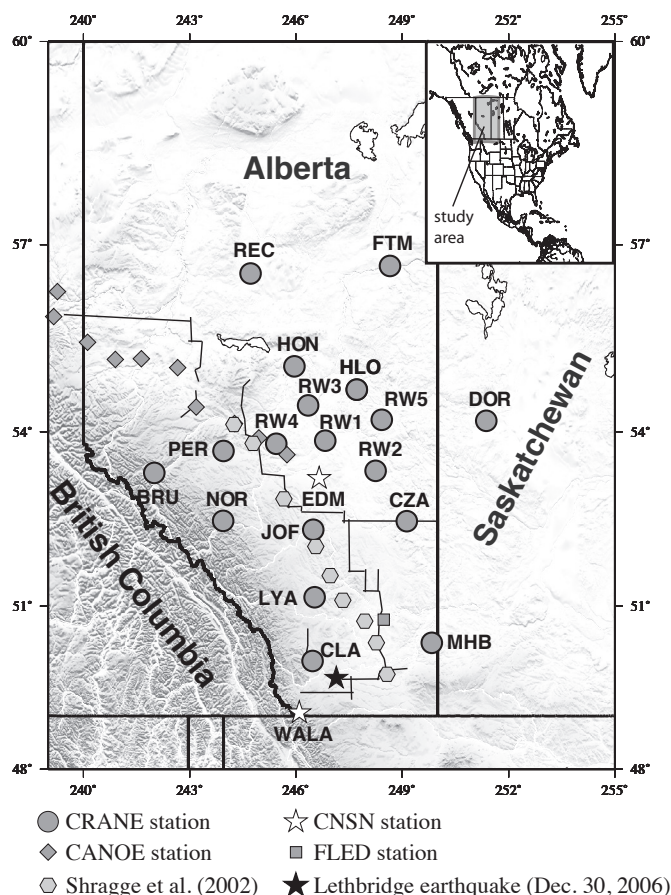 240° 243° 246° 249° 252° 255°
60° 60°
Alberta
study
area
57° 57°
REC FTM
HON
HLO
RW3
RW5 DOR
54° 54°
RW4 RW1
PER RW2
BRU NOR EDM CZA
JOF
Saskatchewan
British Columbia
51° 51°
LYA
MHB
CLA
WALA
48° 48°
240° 243° 246° 249° 252° 255°
CRANE station CNSN station
CANOE station FLED station
Shragge et al. (2002) Lethbridge earthquake (Dec. 30, 2006)